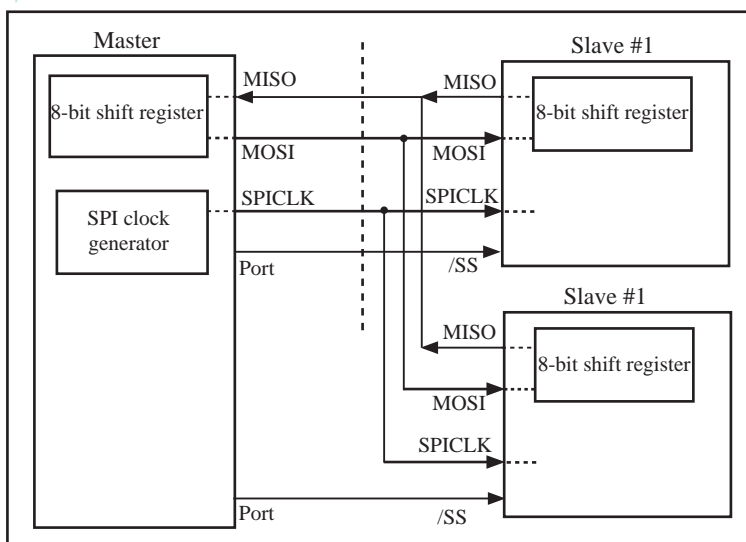 Master
Slave #1
MISO
MISO
8-bit shift register
8-bit shift register
MOSI
MOSI
SPICLK
SPICLK
SPI clock
generator
Port
/SS
Slave #1
MISO
8-bit shift register
MOSI
SPICLK
Port
/SS